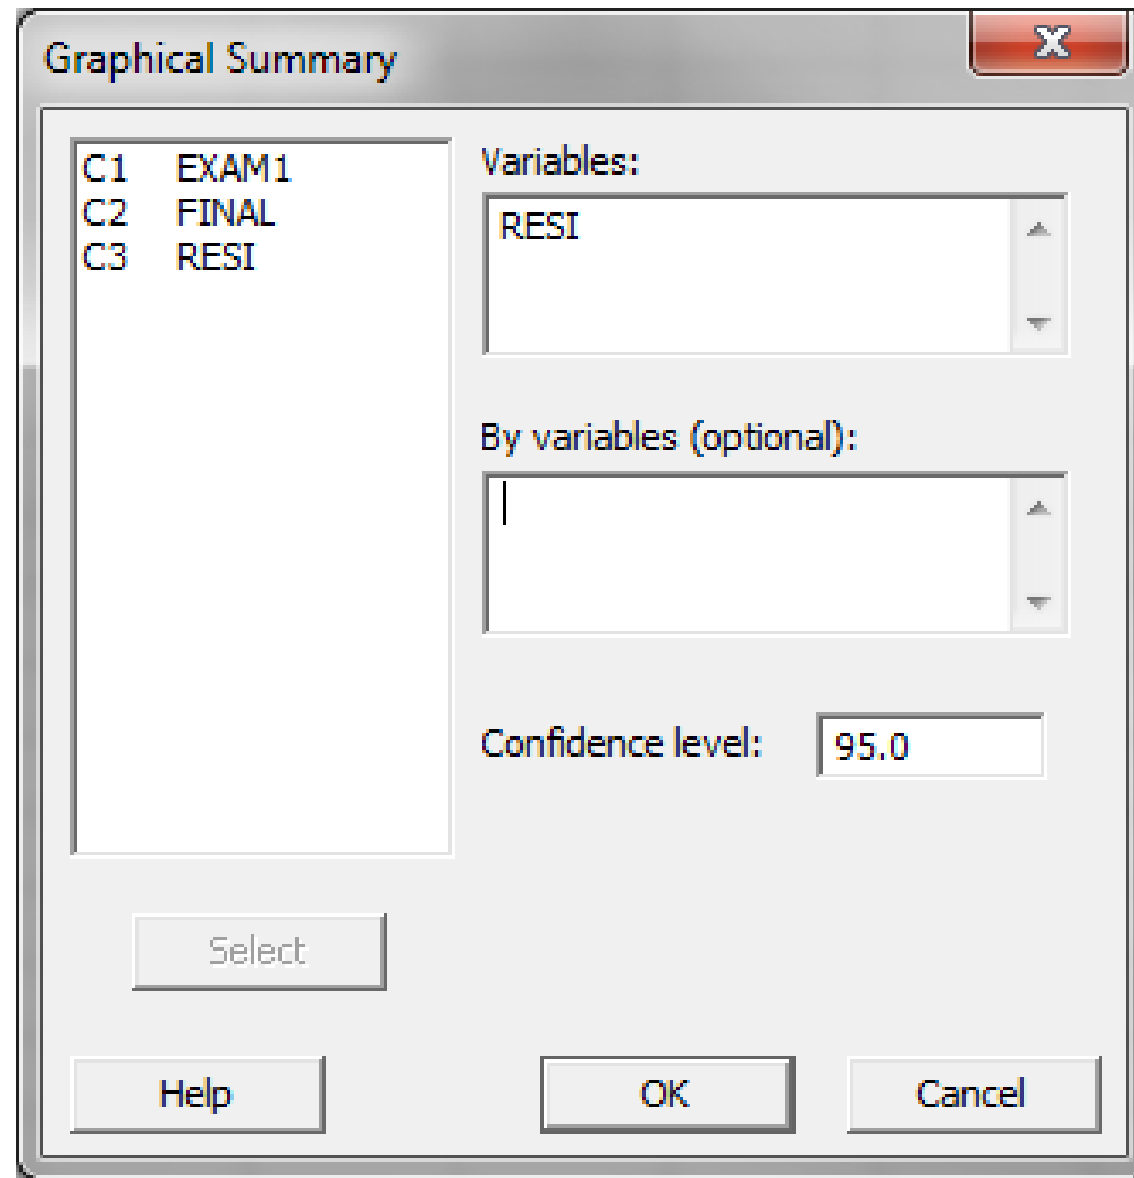 Graphical Summary
C1 EXAM1
C2 FINAL
C3 RESI
Variables:
RESI
By variables (optional):
Confidence level: 95.0
Select
Help OK Cancel